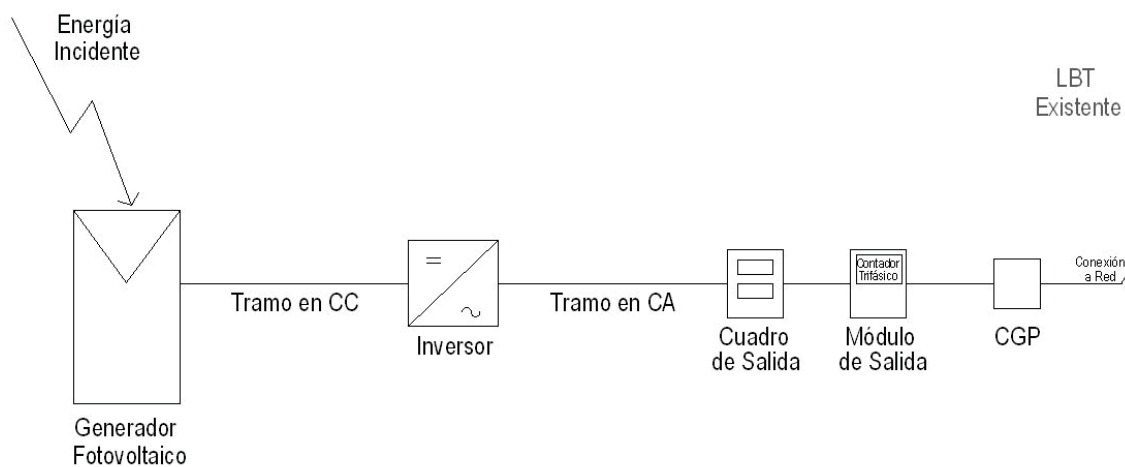 Energía
Incidente
LBT
Existente
Contador
Trifásico
Conexión
a Red
Tramo en CC
Tramo en CA
Inversor
Cuadro
de Salida
Módulo
de Salida
CGP
Generador
Fotovoltaico